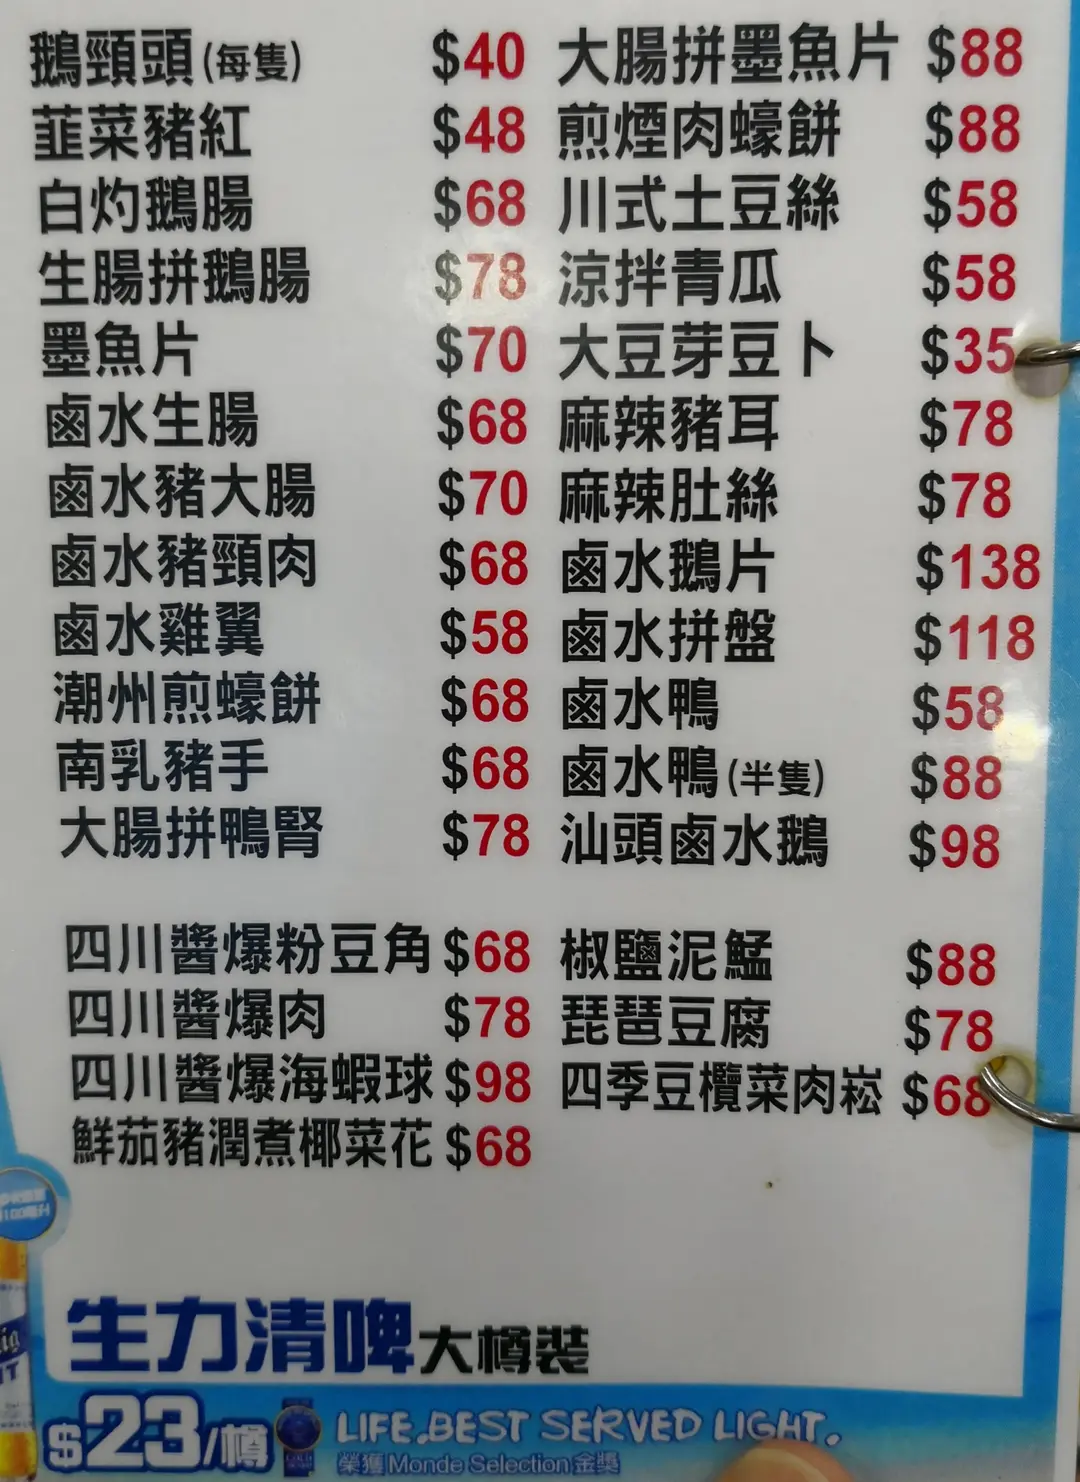 鵝頸頭(每隻) $40
韮菜豬紅 $48
白灼鵝腸 $68
生腸拼鵝腸 $78
墨魚片 $70
鹵水生腸 $68
鹵水豬大腸 $70
鹵水豬頸肉 $68
鹵水雞翼 $58
潮州煎蠔餅 $68
南乳豬手 $68
大腸拼鴨腎 $78
大腸拼墨魚片 $88
煎煙肉蠔餅 $88
川式土豆絲 $58
涼拌青瓜 $58
大豆芽豆卜 $35
麻辣豬耳 $78
麻辣肚絲 $78
鹵水鵝片 $138
鹵水拼盤 $118
鹵水鴨 $58
鹵水鴨(半隻) $88
汕頭鹵水鵝 $98
四川醬爆粉豆角 $68
四川醬爆肉 $78
四川醬爆海蝦球 $98
鮮茄豬潤煮椰菜花 $68
椒鹽泥鯭 $88
琵琶豆腐 $78
四季豆欖菜肉崧 $68
生力清啤大樽裝
$23/樽
LIFE.BEST SERVED LIGHT.
榮獲Monde Selection金獎